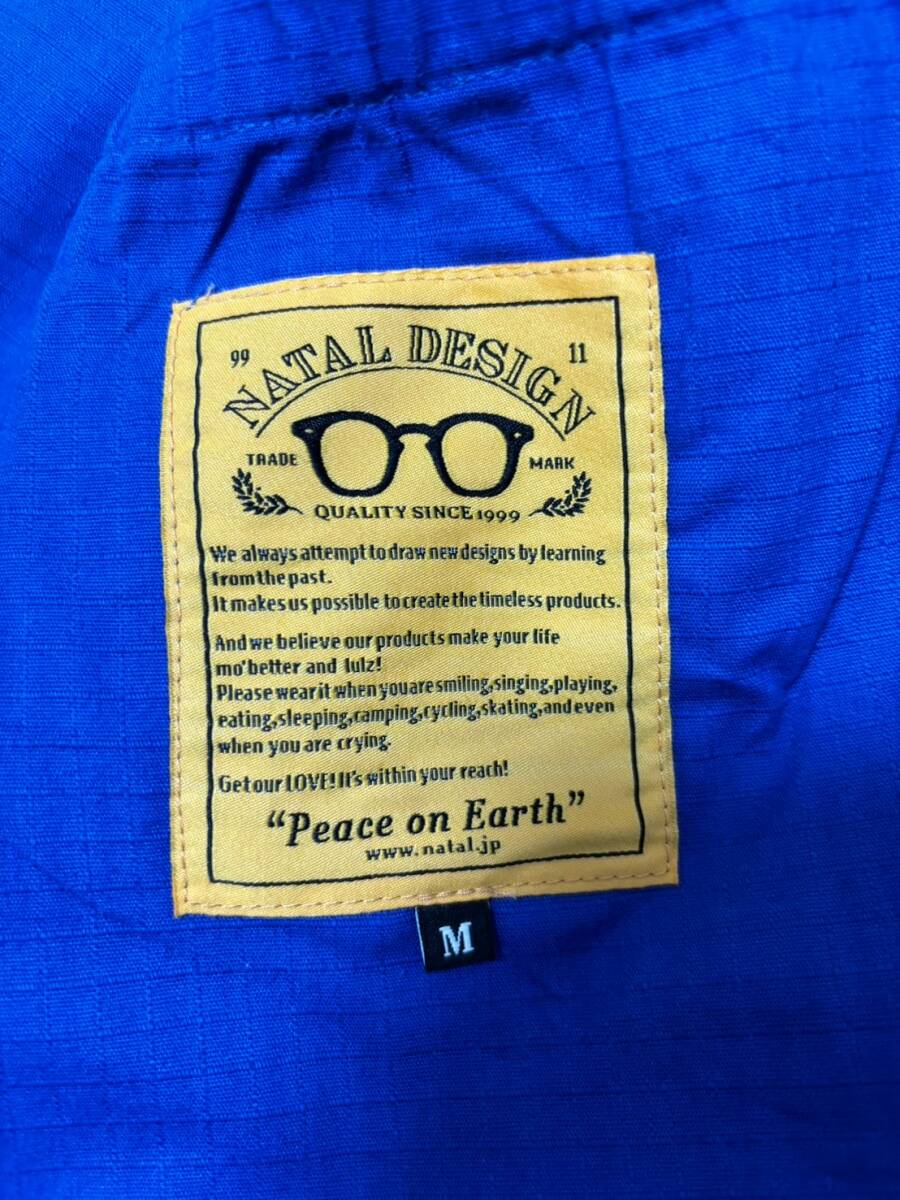 99 11
NATAL DESIGN
TRADE MARK
QUALITY SINCE 1999
We always attempt to draw new designs by learning
from the past.
It makes us possible to create the timeless products.
And we believe our products make your life
mo' better and lulz!
Please wear it when you are smiling,singing,playing,
eating,sleeping,camping,cycling,skating,and even
when you are crying.
Get our LOVE! It's within your reach!
"Peace on Earth"
www.natal.jp
M